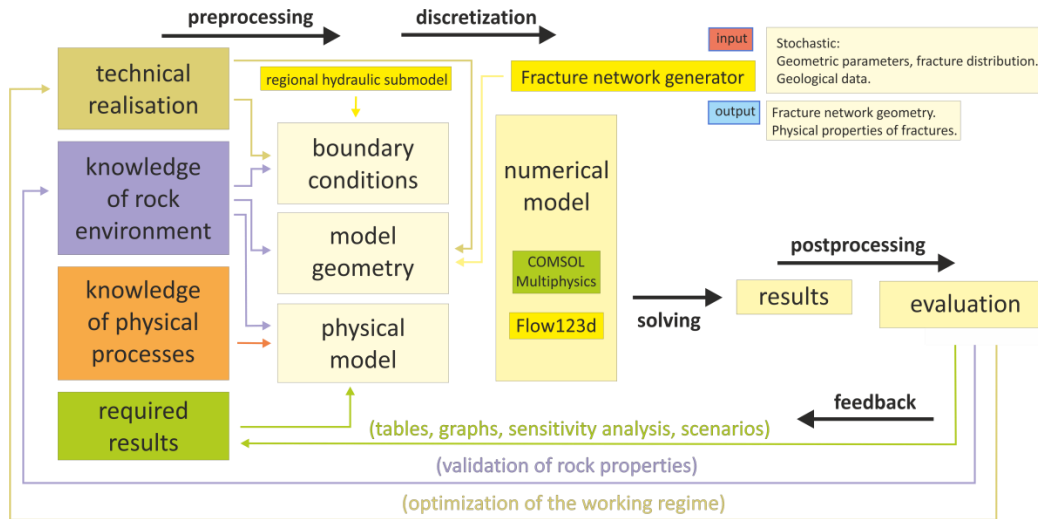 preprocessing
discretization
technical
realisation
regional hydraulic submodel
Fracture network generator
input
Stochastic:
Geometric parameters, fracture distribution.
Geological data.
output
Fracture network geometry.
Physical properties of fractures.
knowledge
of rock
environment
boundary
conditions
numerical
model
model
geometry
COMSOL
Multiphysics
Flow123d
knowledge
of physical
processes
physical
model
solving
postprocessing
results
evaluation
required
results
feedback
(tables, graphs, sensitivity analysis, scenarios)
(validation of rock properties)
(optimization of the working regime)